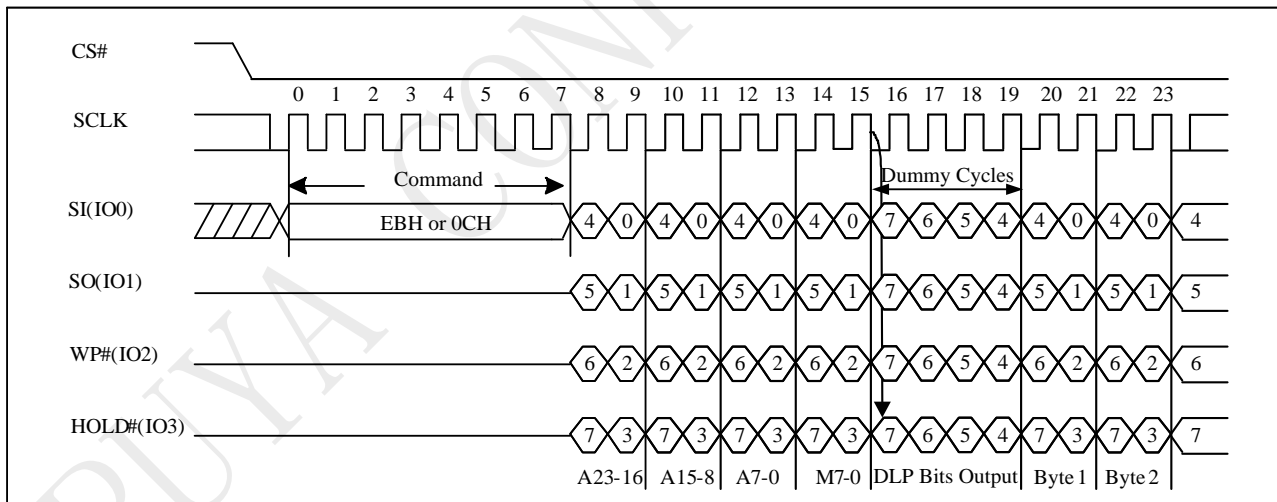 CS#
0 1 2 3 4 5 6 7 8 9 10 11 12 13 14 15 16 17 18 19 20 21 22 23
SCLK
Command
Dummy Cycles
SI(IO0)
EBH or 0CH
4 0 4 0 4 0 4 0 7 6 5 4 4 0 4 0 4
SO(IO1)
5 1 5 1 5 1 5 1 7 6 5 4 5 1 5 1 5
WP#(IO2)
6 2 6 2 6 2 6 2 7 6 5 4 6 2 6 2 6
HOLD#(IO3)
7 3 7 3 7 3 7 3 7 6 5 4 7 3 7 3 7
A23-16 A15-8 A7-0 M7-0 DLP Bits Output Byte1 Byte2
PUYA CONF